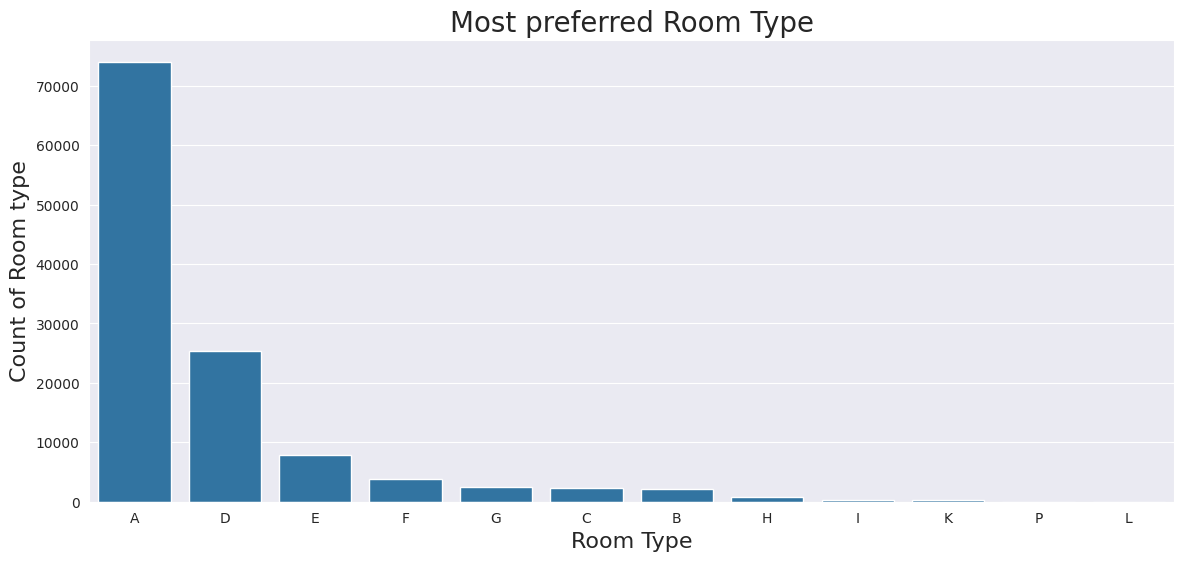 Most preferred Room Type
Count of Room type
70000
60000
50000
40000
30000
20000
10000
0
A D E F G C B H I K P L
Room Type